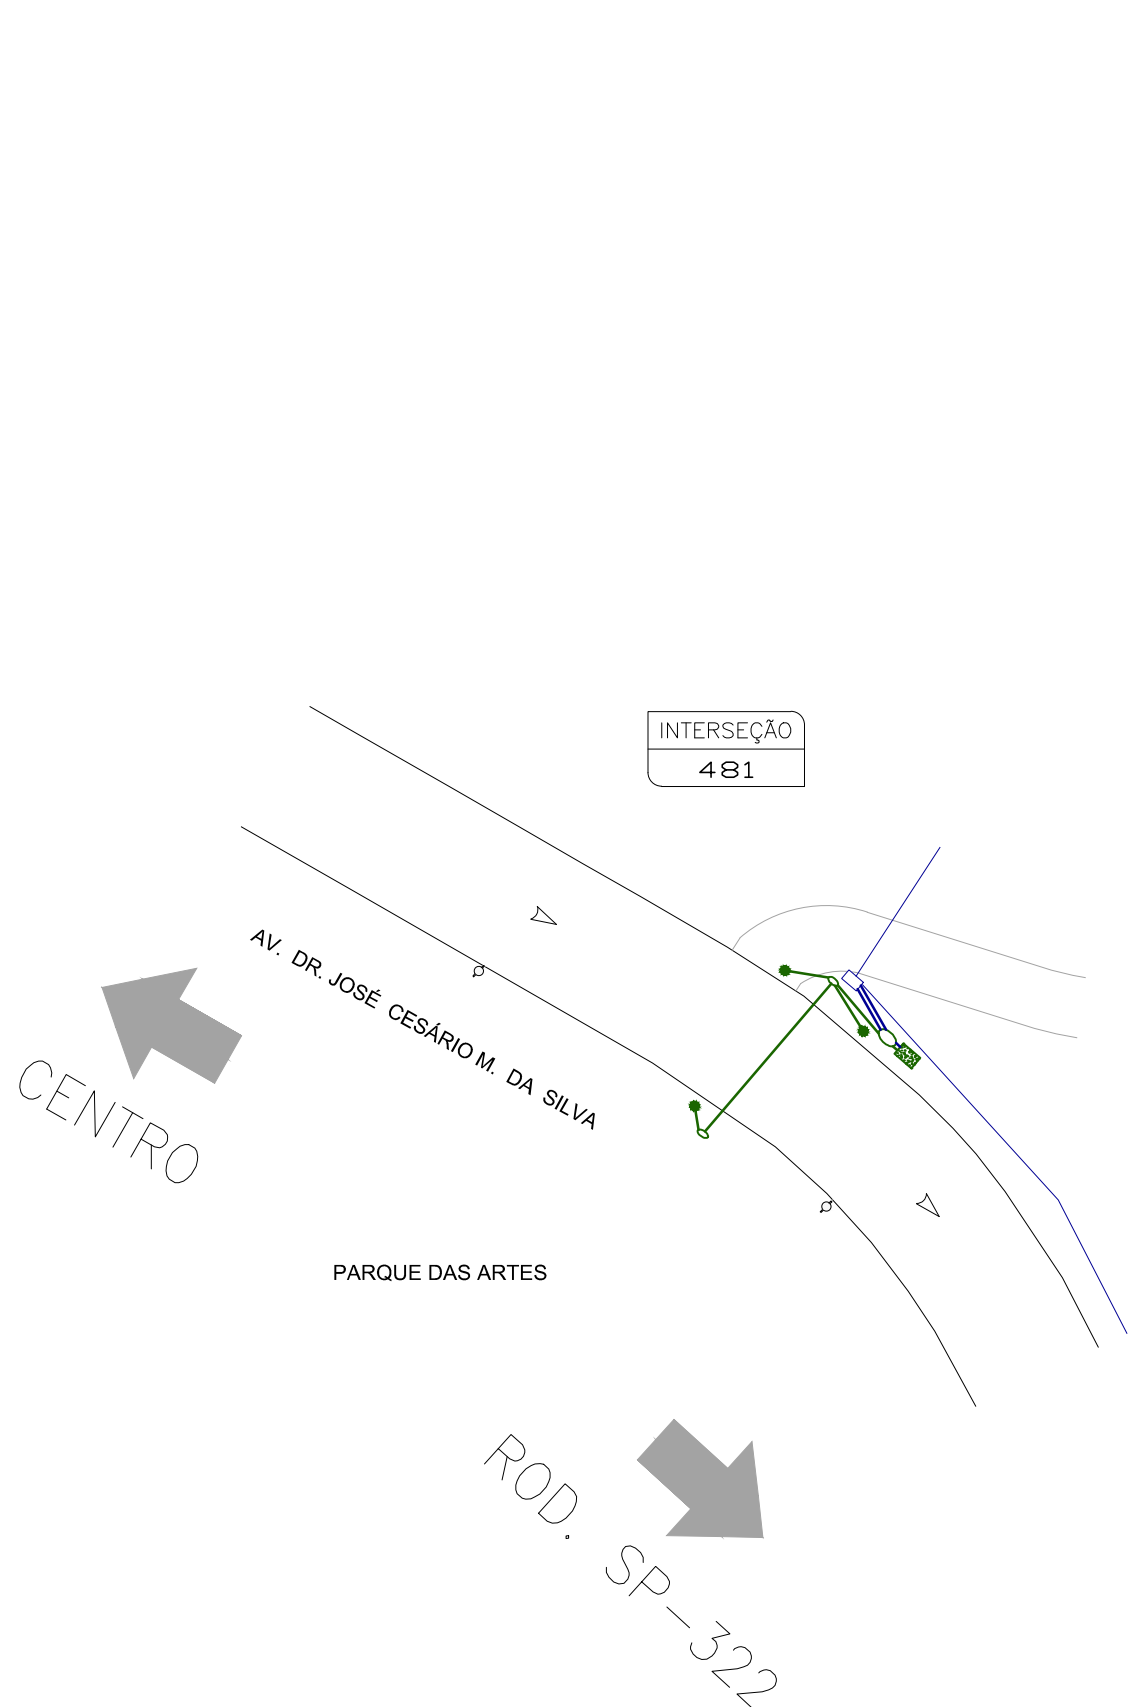 INTERSEÇÃO
481
AV. DR. JOSÉ CESÁRIO M. DA SILVA
CENTRO
PARQUE DAS ARTES
ROD. SP-322